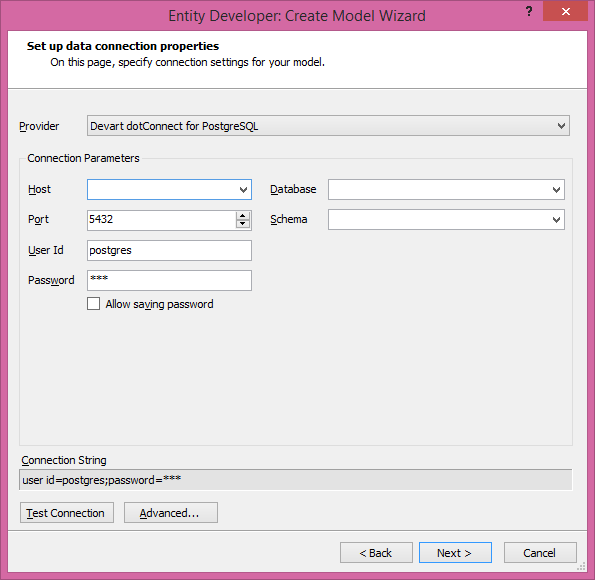 Entity Developer: Create Model Wizard
?
Set up data connection properties
On this page, specify connection settings for your model.
Provider
Devart dotConnect for PostgreSQL
Connection Parameters
Host
Database
Port
5432
Schema
User Id
postgres
Password
***
Allow saving password
Connection String
user id=postgres;password=***
Test Connection
Advanced...
< Back
Next >
Cancel